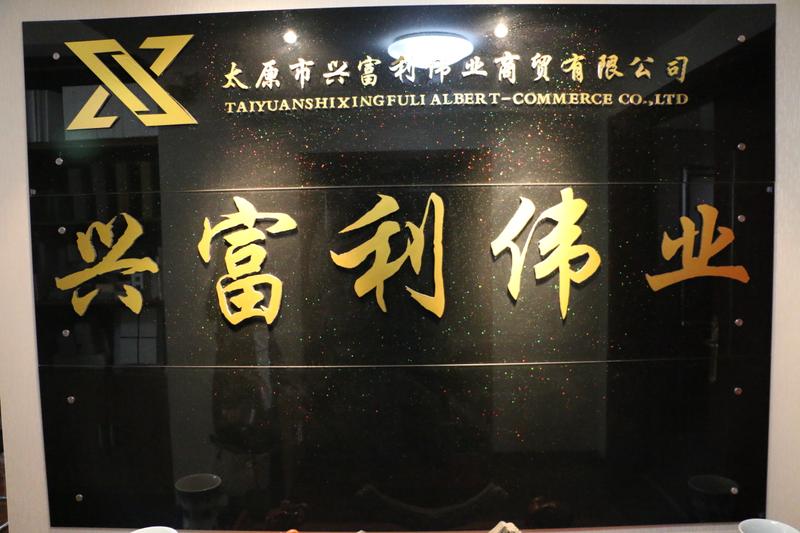 太原市兴富利伟业商贸有限公司
TAIYUANSHIXINGFULI ALBERT-COMMERCE CO.,LTD
兴富利伟业